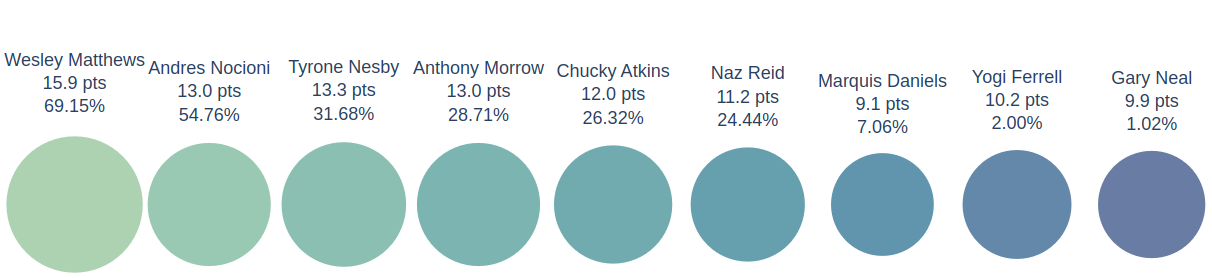 Wesley Matthews
15.9 pts
69.15%
Andres Nocioni
13.0 pts
54.76%
Tyrone Nesby
13.3 pts
31.68%
Anthony Morrow
13.0 pts
28.71%
Chucky Atkins
12.0 pts
26.32%
Naz Reid
11.2 pts
24.44%
Marquis Daniels
9.1 pts
7.06%
Yogi Ferrell
10.2 pts
2.00%
Gary Neal
9.9 pts
1.02%